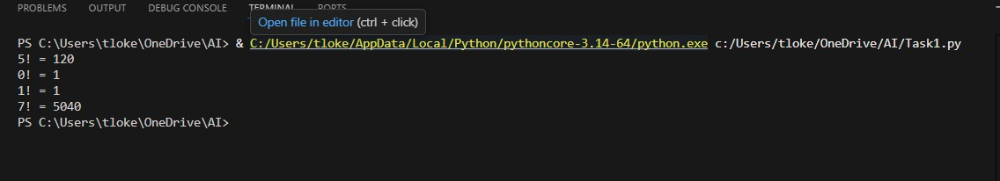 PROBLEMS OUTPUT DEBUG CONSOLE TERMINAL PORTS
Open file in editor (ctrl + click)
PS C:\Users\tloke\OneDrive\AI> & C:/Users/tloke/AppData/Local/Python/pythoncore-3.14-64/python.exe c:/Users/tloke/OneDrive/AI/Task1.py
5! = 120
0! = 1
1! = 1
7! = 5040
PS C:\Users\tloke\OneDrive\AI>